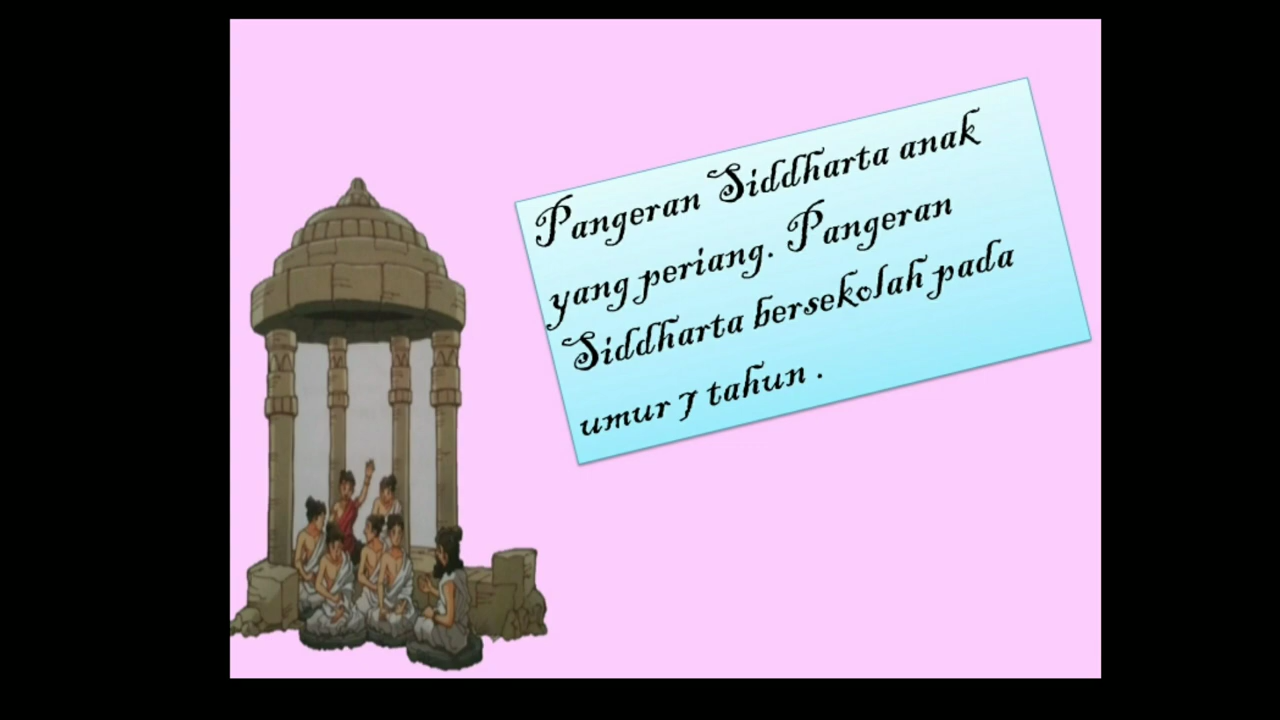 Pangeran Siddharta anak
yang periang. Pangeran
Siddharta bersekolah pada
umur 7 tahun .